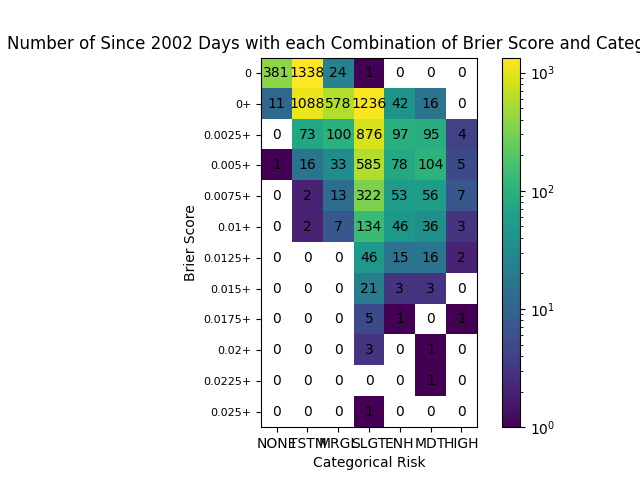 Number of Since 2002 Days with each Combination of Brier Score and Categ
0 381 1338 24 1 0 0 0
0+ 11 1088 578 1236 42 16 0
0.0025+ 0 73 100 876 97 95 4
0.005+ 1 16 33 585 78 104 5
0.0075+ 0 2 13 322 53 56 7
0.01+ 0 2 7 134 46 36 3
0.0125+ 0 0 0 46 15 16 2
0.015+ 0 0 0 21 3 3 0
0.0175+ 0 0 0 5 1 0 1
0.02+ 0 0 0 3 0 1 0
0.0225+ 0 0 0 0 0 1 0
0.025+ 0 0 0 1 0 0 0
NONE TSTM MRGL SLGT ENH MDT HIGH
Categorical Risk
Brier Score
10³
10²
10¹
10⁰